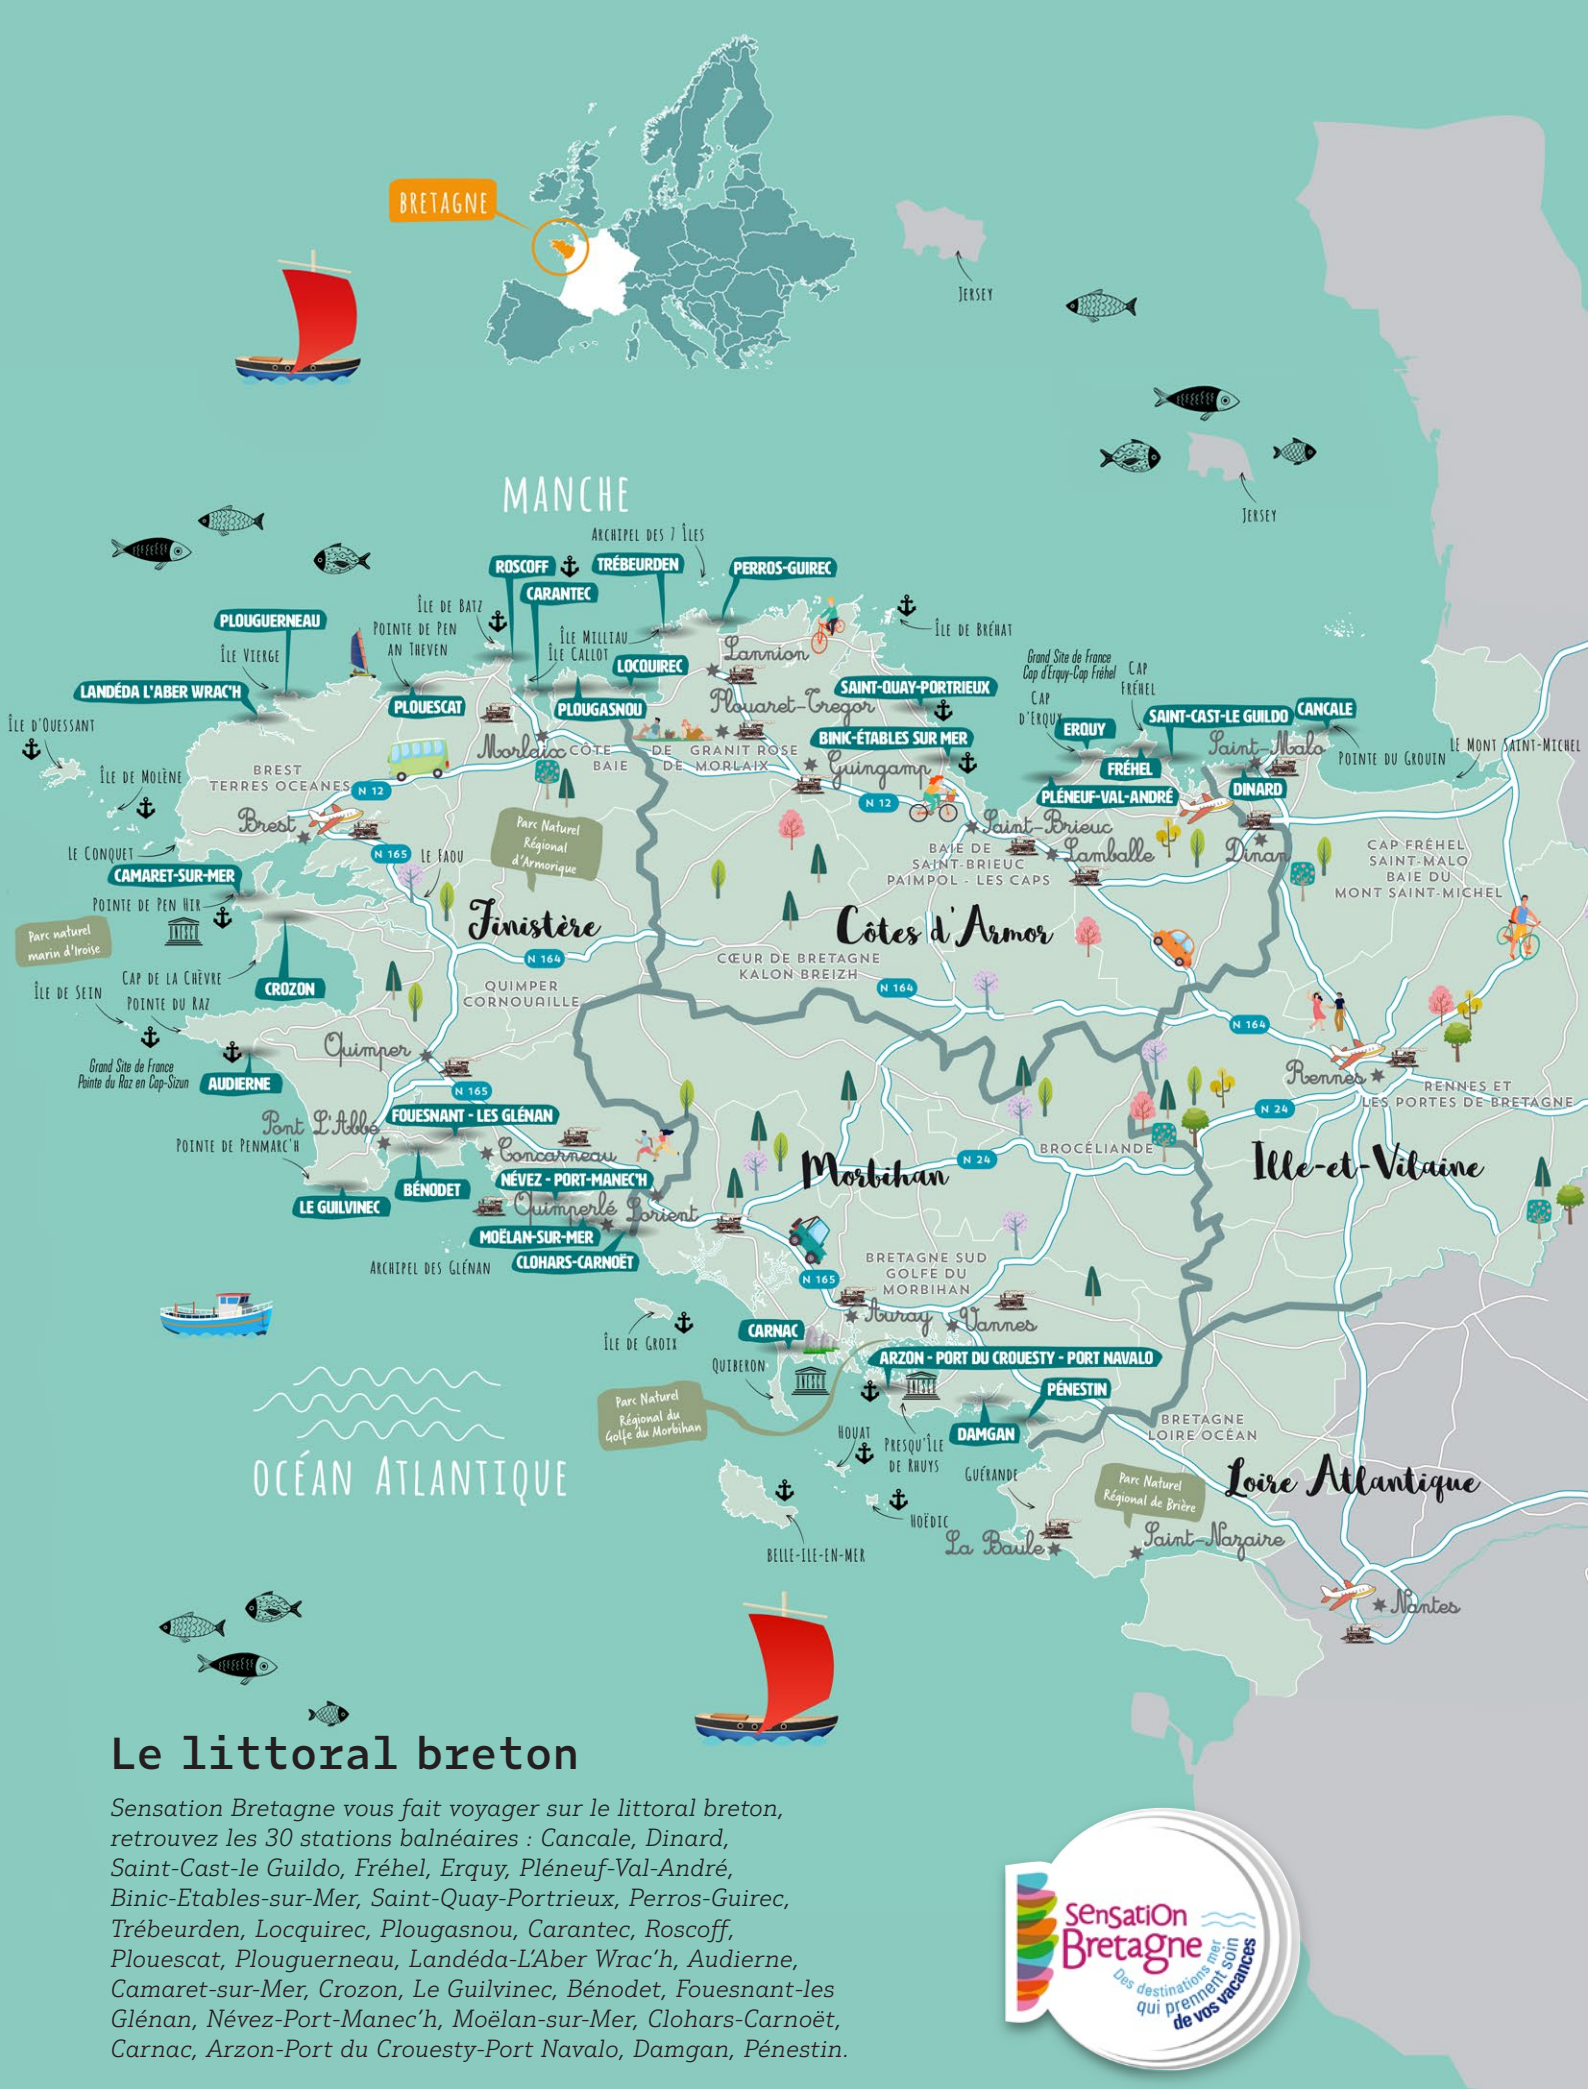 BRETAGNE
JERSEY
JERSEY
MANCHE
ARCHIPEL DES 7 ÎLES
ROSCOFF
TRÉBEURDEN
PERROS-GUIREC
CARANTEC
ÎLE DE BATZ
PLOUGUERNEAU
POINTE DE PEN
AN THEVEN
ÎLE MILLIAU
ÎLE CALLOT
ÎLE DE BRÉHAT
ÎLE VIERGE
LOCQUIREC
Lannion
Grand Site de France
Cap d'Erquy-Cap Fréhel
CAP
FRÉHEL
LANDÉDA L'ABER WRAC'H
PLOUESCAT
PLOUGASNOU
Plouaret-Tregor
SAINT-QUAY-PORTRIEUX
CAP
D'ERQUY
ERQUY
SAINT-CAST-LE GUILDO
CANCALE
ÎLE D'OUESSANT
Morlaix
BINIC-ÉTABLES SUR MER
Saint-Malo
LE MONT SAINT-MICHEL
POINTE DU GROUIN
CÔTE DE GRANIT ROSE
BAIE DE MORLAIX
Guingamp
FRÉHEL
ÎLE DE MOLÈNE
BREST
TERRES OCEANES
N 12
N 12
PLÉNEUF-VAL-ANDRÉ
DINARD
Brest
Parc Naturel
Régional
d'Armorique
Saint-Brieuc
Lamballe
Dinan
LE CONQUET
N 165
LE FAOU
BAIE DE
SAINT-BRIEUC
PAIMPOL - LES CAPS
CAP FRÉHEL
SAINT-MALO
BAIE DU
MONT SAINT-MICHEL
CAMARET-SUR-MER
POINTE DE PEN HIR
UNESCO
Parc naturel
marin d'Iroise
Finistère
Côtes d'Armor
N 164
CŒUR DE BRETAGNE
KALON BREIZH
CAP DE LA CHÈVRE
CROZON
QUIMPER
CORNOUAILLE
N 164
ÎLE DE SEIN
POINTE DU RAZ
N 164
Quimper
Grand Site de France
Pointe du Raz en Cap-Sizun
AUDIERNE
N 165
Rennes
RENNES ET
LES PORTES DE BRETAGNE
FOUESNANT - LES GLÉNAN
N 24
Pont L'Abbé
POINTE DE PENMARC'H
Concarneau
BROCÉLIANDE
N 24
Ille-et-Vilaine
Morbihan
BÉNODET
NÉVEZ - PORT-MANEC'H
LE GUILVINEC
Quimperlé
Lorient
MOËLAN-SUR-MER
CLOHARS-CARNOËT
ARCHIPEL DES GLÉNAN
BRETAGNE SUD
GOLFE DU
MORBIHAN
N 165
Auray
Vannes
CARNAC
ÎLE DE GROIX
QUIBERON
UNESCO
ARZON - PORT DU CROUESTY - PORT NAVALO
UNESCO
PÉNESTIN
Parc Naturel
Régional du
Golfe du Morbihan
DAMGAN
BRETAGNE
LOIRE OCÉAN
HOUAT
PRESQU'ÎLE
DE RHUYS
GUÉRANDE
OCÉAN ATLANTIQUE
Parc Naturel
Régional de Brière
Loire Atlantique
HOËDIC
La Baule
Saint-Nazaire
BELLE-ILE-EN-MER
Nantes
Le littoral breton
Sensation Bretagne vous fait voyager sur le littoral breton,
retrouvez les 30 stations balnéaires : Cancale, Dinard,
Saint-Cast-le Guildo, Fréhel, Erquy, Pléneuf-Val-André,
Binic-Etables-sur-Mer, Saint-Quay-Portrieux, Perros-Guirec,
Trébeurden, Locquirec, Plougasnou, Carantec, Roscoff,
Plouescat, Plouguerneau, Landéda-L'Aber Wrac'h, Audierne,
Camaret-sur-Mer, Crozon, Le Guilvinec, Bénodet, Fouesnant-les
Glénan, Névez-Port-Manec'h, Moëlan-sur-Mer, Clohars-Carnoët,
Carnac, Arzon-Port du Crouesty-Port Navalo, Damgan, Pénestin.
Sensation
Bretagne
Des destinations mer
qui prennent soin
de vos vacances